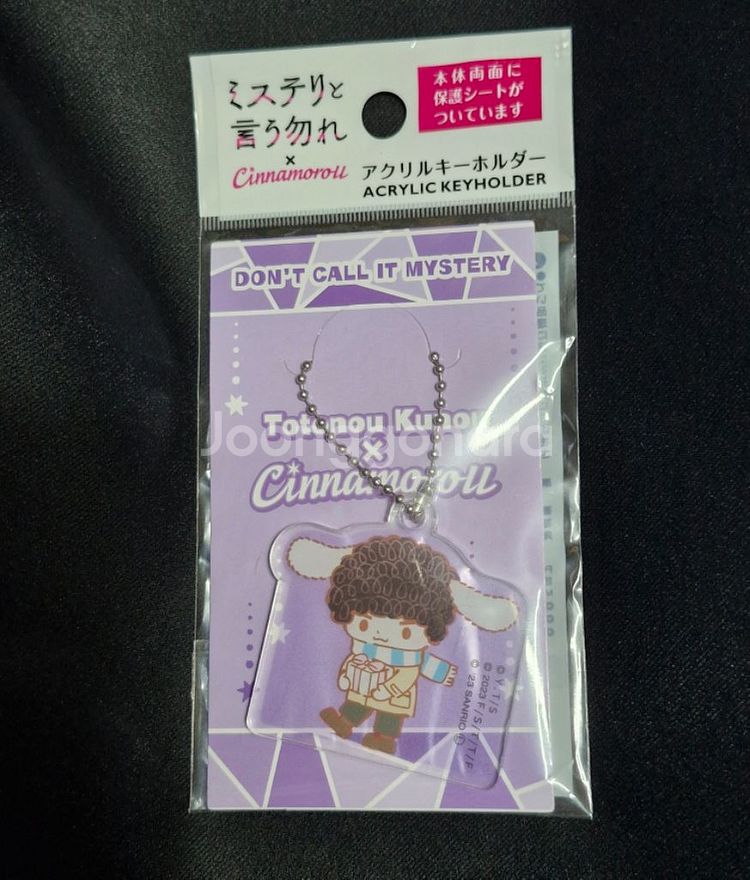 ミステリと
言う勿れ
×
Cinnamoroll
本体両面に
保護シートが
ついています
アクリルキーホルダー
ACRYLIC KEYHOLDER
DON'T CALL IT MYSTERY
Totonou Kunou
×
Cinnamoroll
Joonggonara
© Y.T/S
© 2023 F/S/T/T/F
© '23 SANRIO